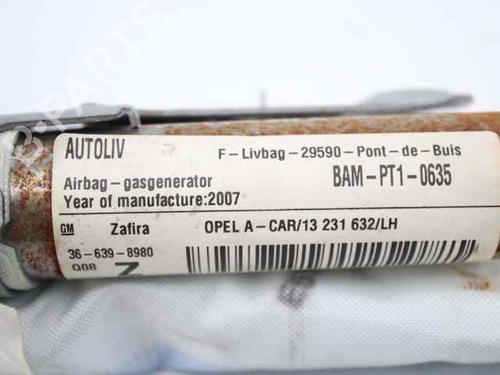 AUTOLIV
F-Livbag-29590-Pont-de-Buis
Airbag-gasgenerator
BAM-PT1-0635
Year of manufacture:2007
GM Zafira OPEL A-CAR/13 231 632/LH
36-639-8980
Q08 N